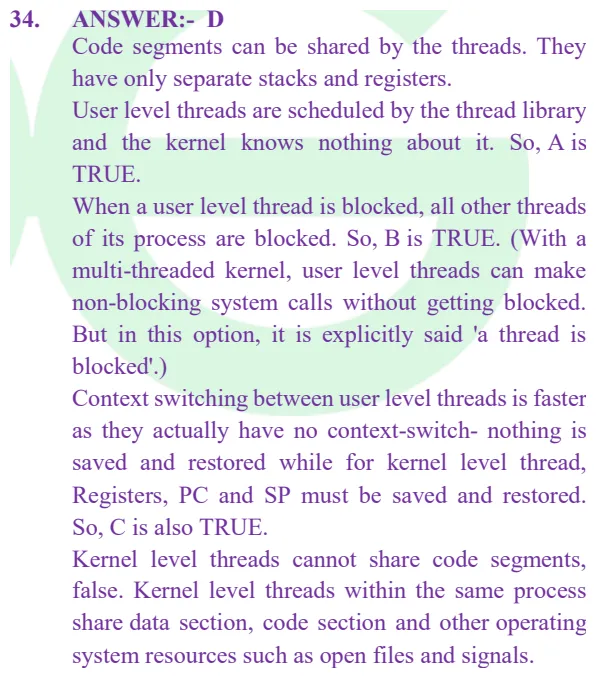 34. ANSWER:- D
Code segments can be shared by the threads. They
have only separate stacks and registers.
User level threads are scheduled by the thread library
and the kernel knows nothing about it. So, A is
TRUE.
When a user level thread is blocked, all other threads
of its process are blocked. So, B is TRUE. (With a
multi-threaded kernel, user level threads can make
non-blocking system calls without getting blocked.
But in this option, it is explicitly said 'a thread is
blocked'.)
Context switching between user level threads is faster
as they actually have no context-switch- nothing is
saved and restored while for kernel level thread,
Registers, PC and SP must be saved and restored.
So, C is also TRUE.
Kernel level threads cannot share code segments,
false. Kernel level threads within the same process
share data section, code section and other operating
system resources such as open files and signals.